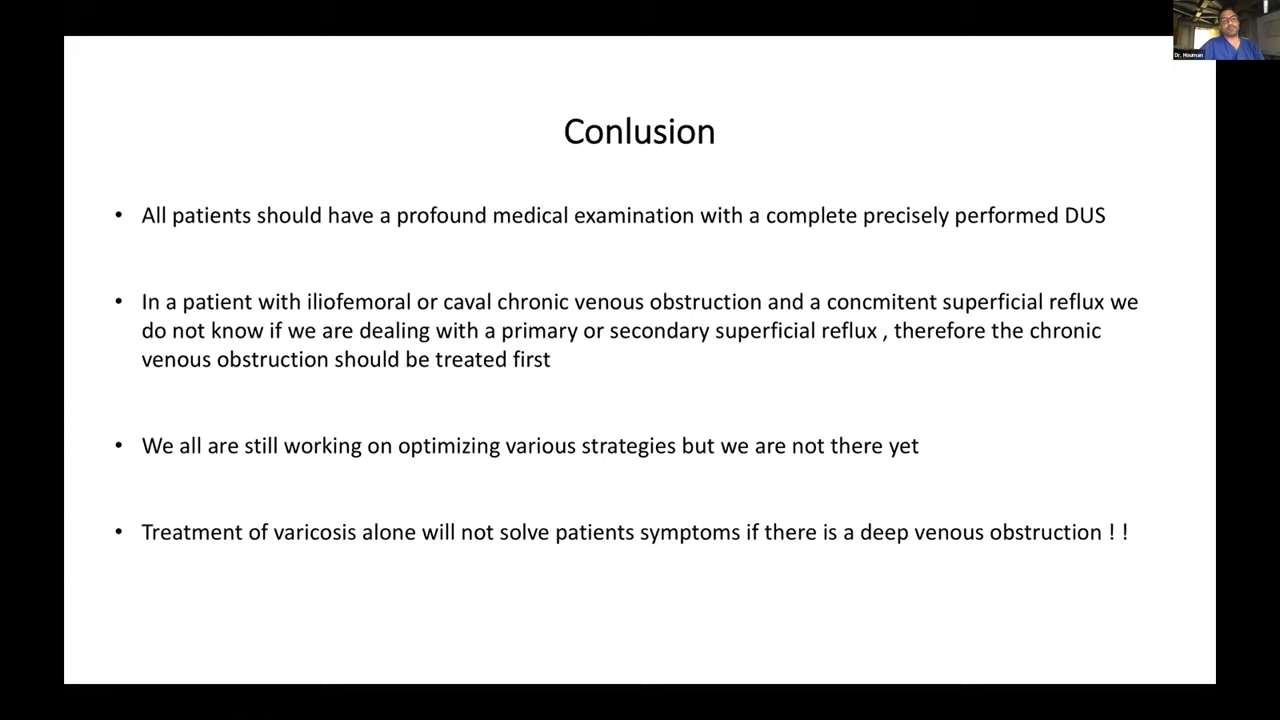 Dr. Houman
Conlusion
• All patients should have a profound medical examination with a complete precisely performed DUS
• In a patient with iliofemoral or caval chronic venous obstruction and a concmitent superficial reflux we
do not know if we are dealing with a primary or secondary superficial reflux , therefore the chronic
venous obstruction should be treated first
• We all are still working on optimizing various strategies but we are not there yet
• Treatment of varicosis alone will not solve patients symptoms if there is a deep venous obstruction ! !